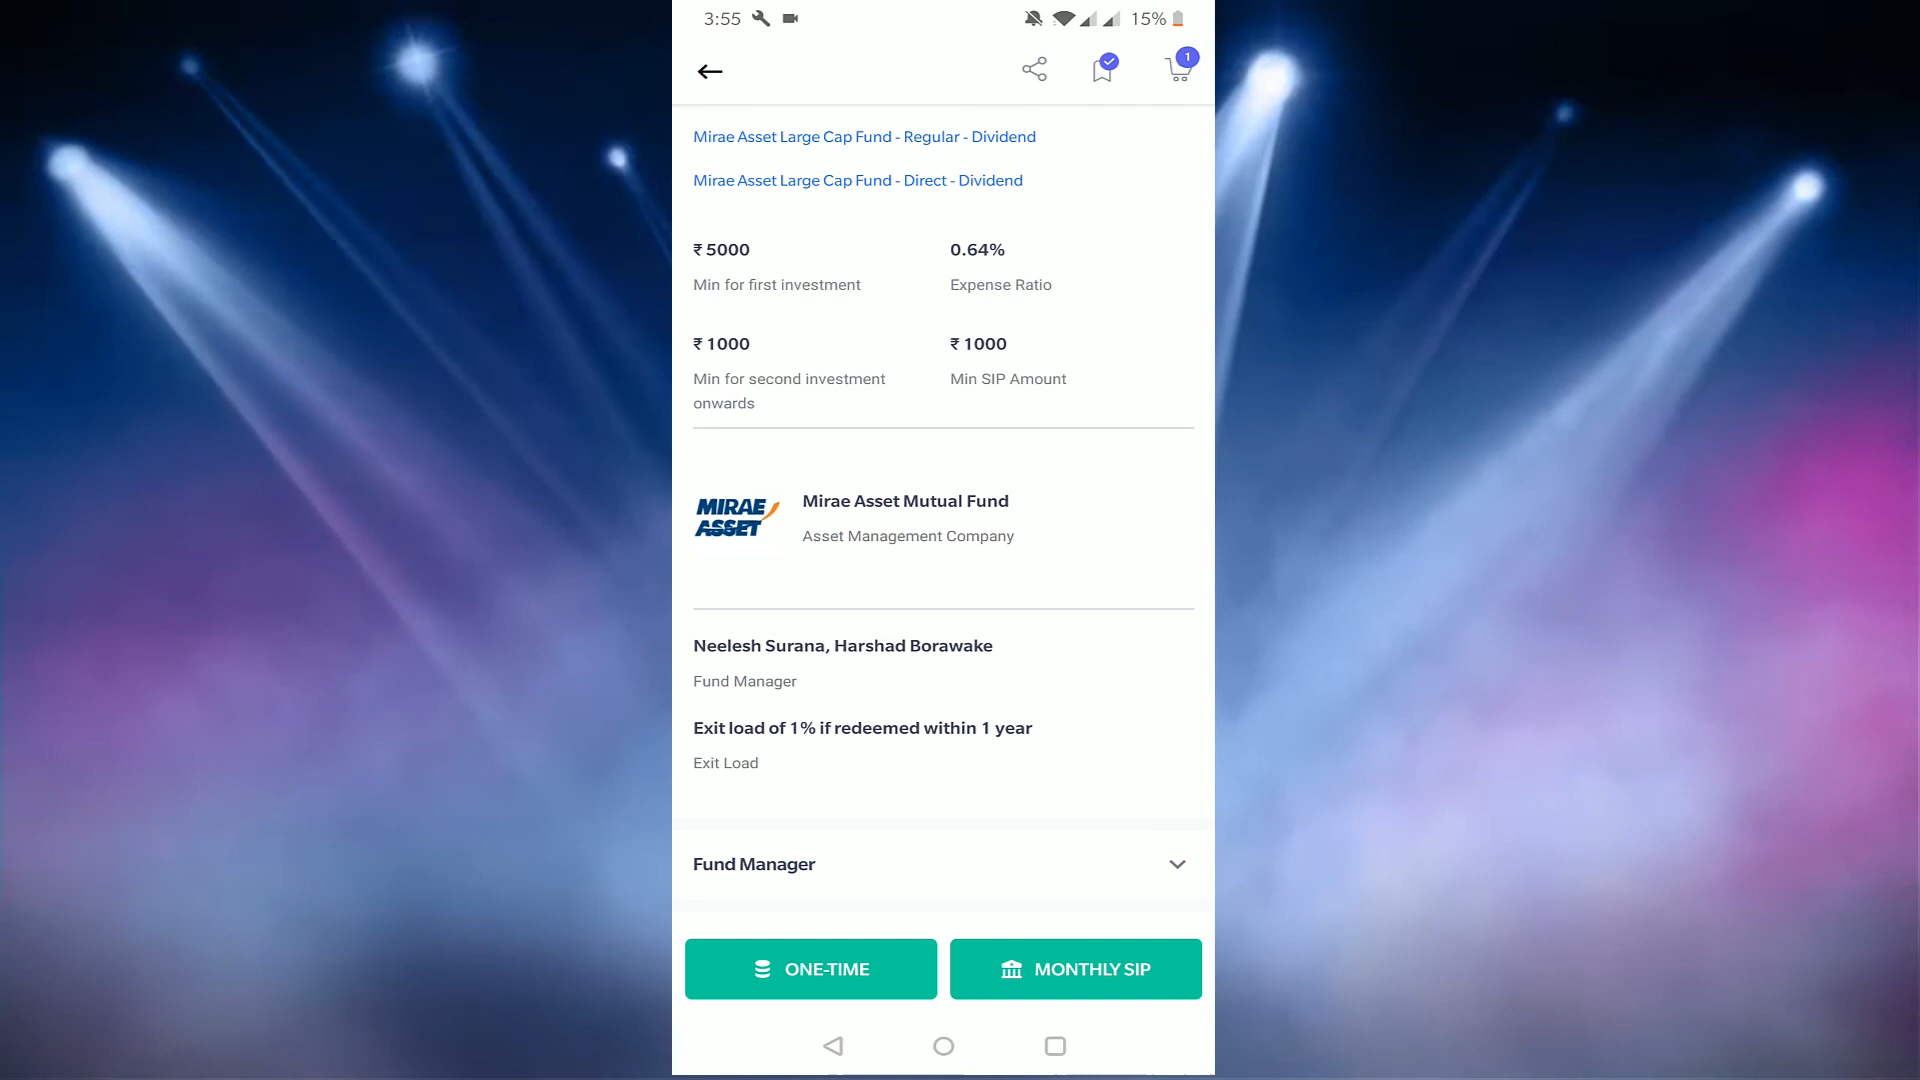 3:55
15%
1
Mirae Asset Large Cap Fund - Regular - Dividend
Mirae Asset Large Cap Fund - Direct - Dividend
₹ 5000
0.64%
Min for first investment
Expense Ratio
₹ 1000
₹ 1000
Min for second investment
onwards
Min SIP Amount
MIRAE
ASSET
Mirae Asset Mutual Fund
Asset Management Company
Neelesh Surana, Harshad Borawake
Fund Manager
Exit load of 1% if redeemed within 1 year
Exit Load
Fund Manager
ONE-TIME
MONTHLY SIP